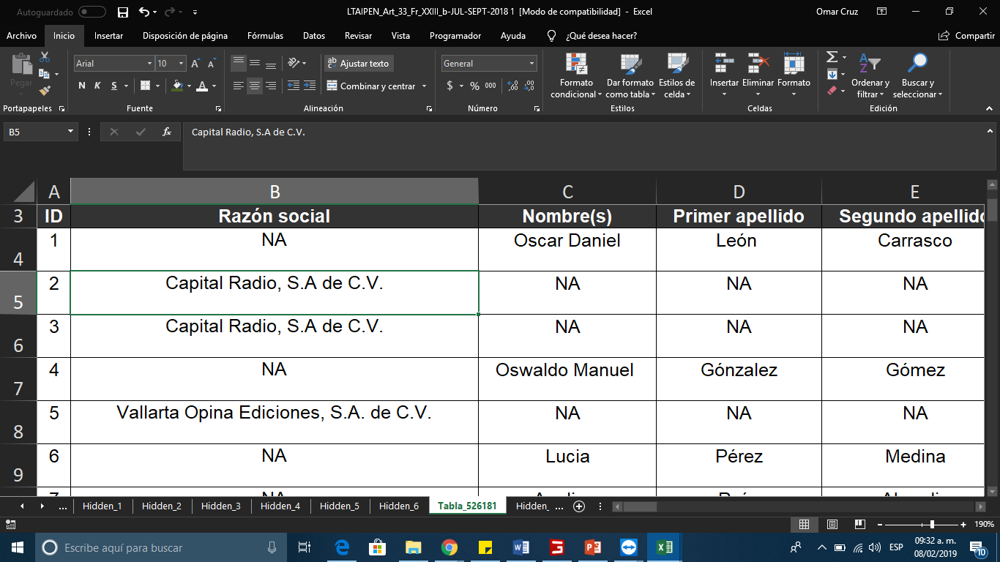 Autoguardado LTAIPEN_Art_33_Fr_XXIII_b-JUL-SEPT-2018 1 [Modo de compatibilidad] - Excel Omar Cruz
Archivo Inicio Insertar Disposición de página Fórmulas Datos Revisar Vista Programador Ayuda ¿Qué desea hacer? Compartir
Pegar
Arial 10
N K S
Ajustar texto
Combinar y centrar
General
$ % 000
Formato condicional
Dar formato como tabla
Estilos de celda
Insertar Eliminar Formato
Ordenar y filtrar
Buscar y seleccionar
Portapapeles Fuente Alineación Número Estilos Celdas Edición
B5 fx Capital Radio, S.A de C.V.
A B C D E
3 ID Razón social Nombre(s) Primer apellido Segundo apellido
4 1 NA Oscar Daniel León Carrasco
5 2 Capital Radio, S.A de C.V. NA NA NA
6 3 Capital Radio, S.A de C.V. NA NA NA
7 4 NA Oswaldo Manuel Gónzalez Gómez
8 5 Vallarta Opina Ediciones, S.A. de C.V. NA NA NA
9 6 NA Lucia Pérez Medina
... Hidden_1 Hidden_2 Hidden_3 Hidden_4 Hidden_5 Hidden_6 Tabla_526181 Hidden_ ...
190%
Escribe aquí para buscar ESP 09:32 a. m.
08/02/2019 10